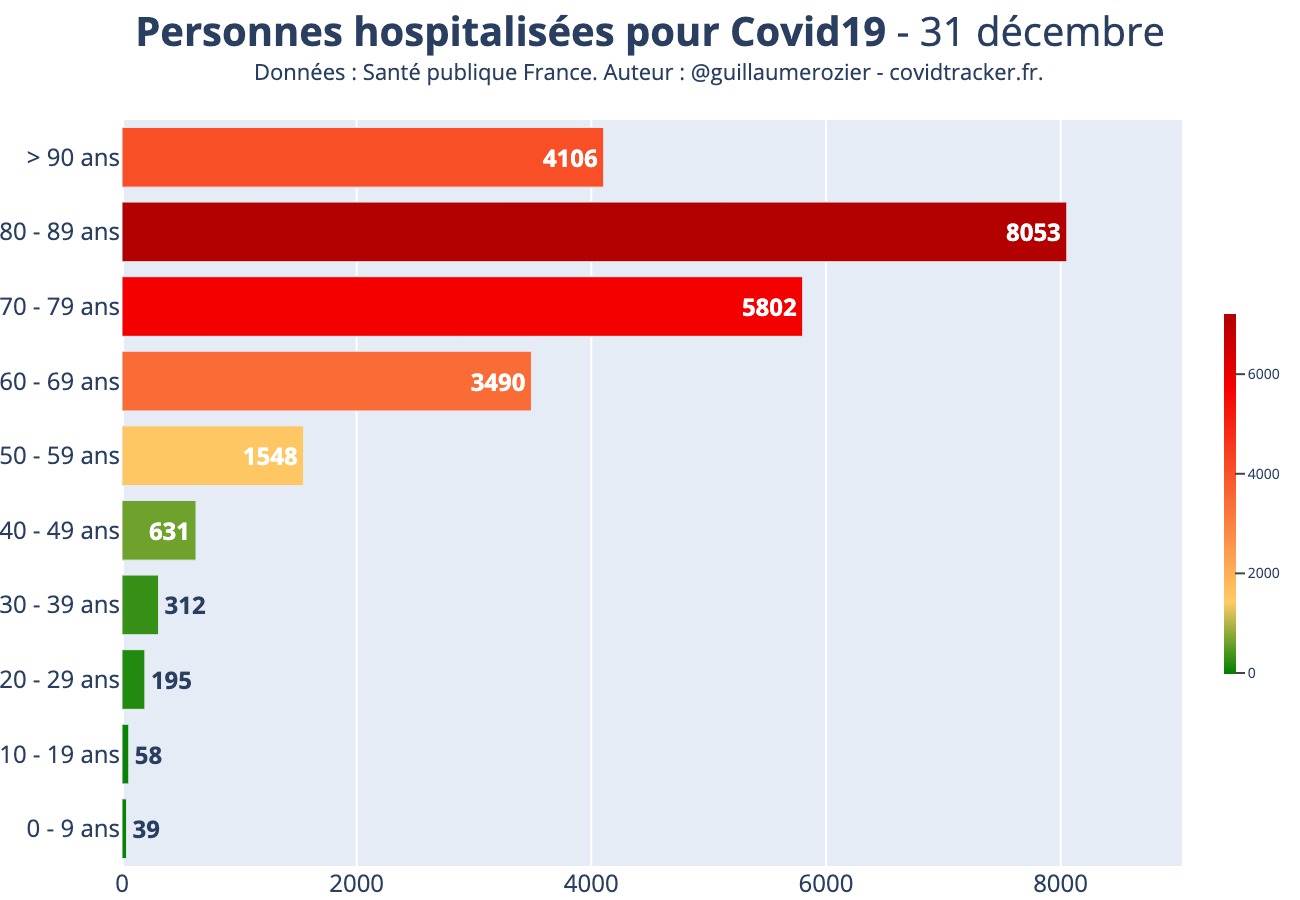 Personnes hospitalisées pour Covid19 - 31 décembre
Données : Santé publique France. Auteur : @guillaumerozier - covidtracker.fr.
> 90 ans 4106
80 - 89 ans 8053
70 - 79 ans 5802
60 - 69 ans 3490
50 - 59 ans 1548
40 - 49 ans 631
30 - 39 ans 312
20 - 29 ans 195
10 - 19 ans 58
0 - 9 ans 39
0 2000 4000 6000 8000
6000
4000
2000
0